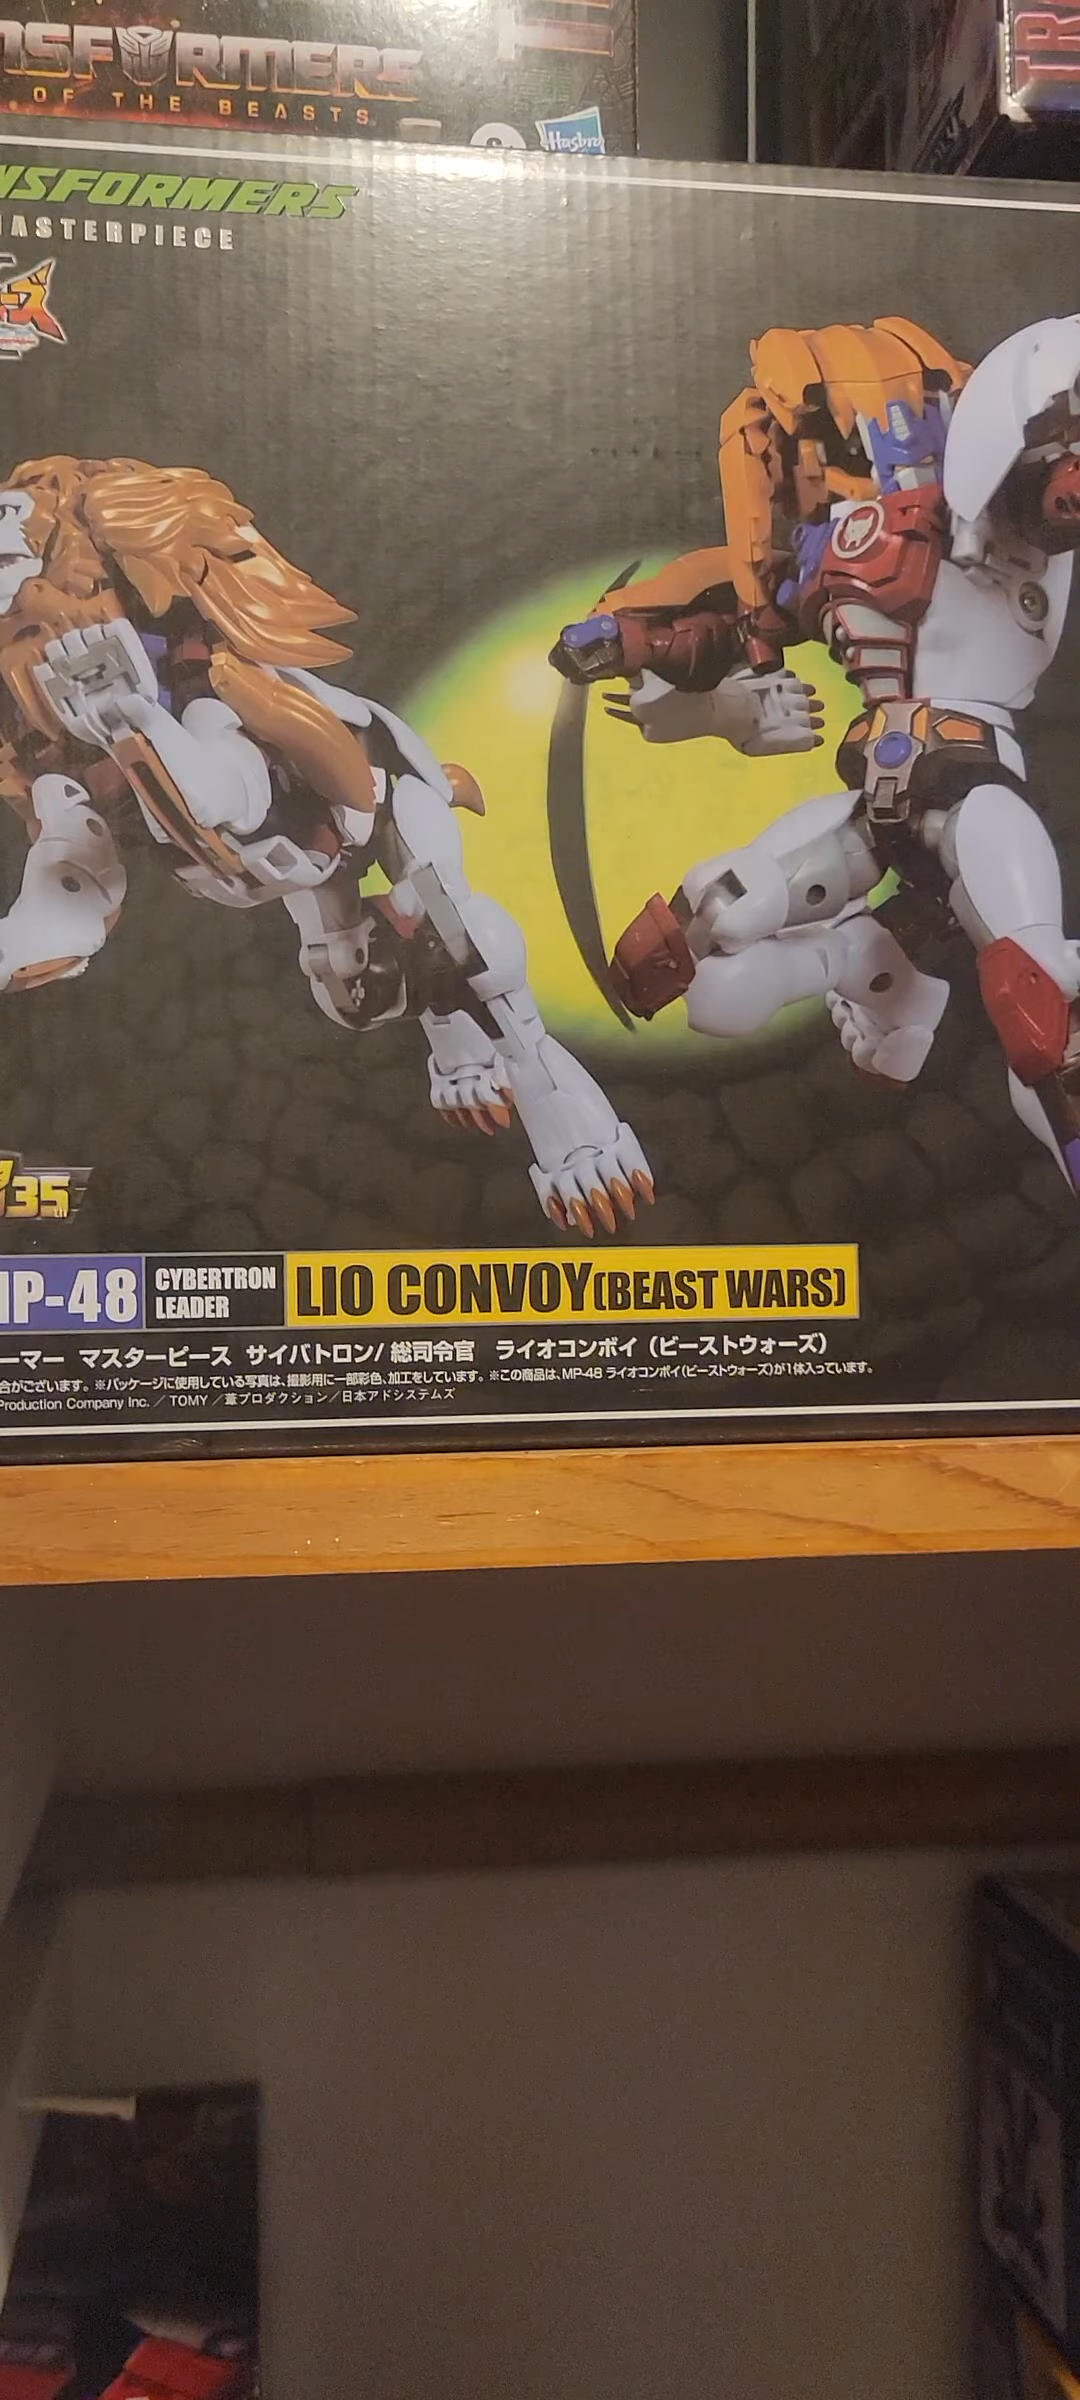 NSFORMERS
OF THE BEASTS
Hasbro
NSFORMERS
MASTERPIECE
35
MP-48 CYBERTRON LEADER LIO CONVOY (BEAST WARS)
ーマー マスターピース サイバトロン/総司令官 ライオコンボイ（ビーストウォーズ）
合がございます。※パッケージに使用している写真は、撮影用に一部彩色、加工をしています。※この商品は、MP-48 ライオコンボイ（ビーストウォーズ）が1体入っています。
Production Company Inc.／TOMY／葦プロダクション／日本アドシステムズ